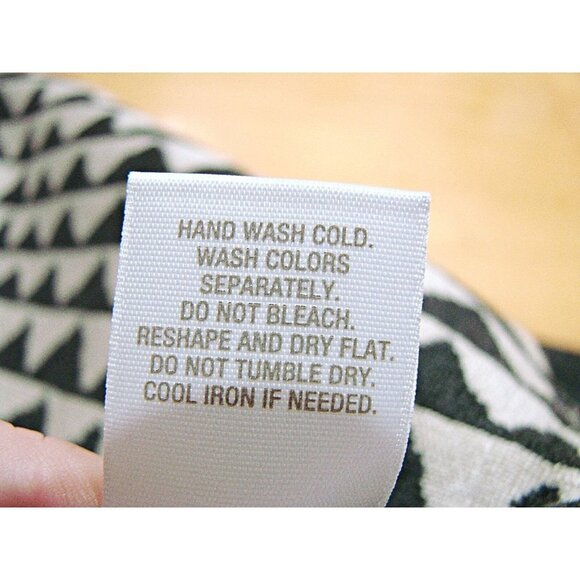 HAND WASH COLD.
WASH COLORS
SEPARATELY.
DO NOT BLEACH.
RESHAPE AND DRY FLAT.
DO NOT TUMBLE DRY.
COOL IRON IF NEEDED.